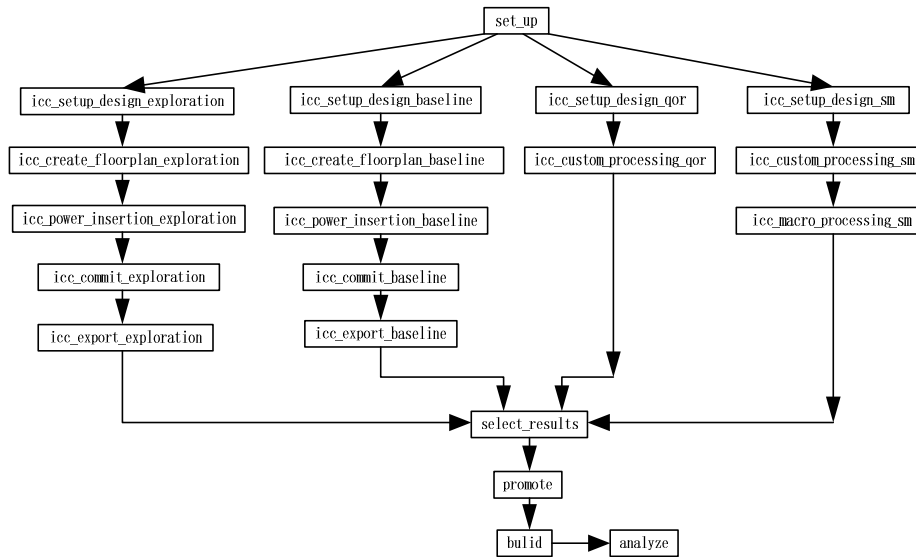 set_up
icc_setup_design_exploration
icc_setup_design_baseline
icc_setup_design_qor
icc_setup_design_sm
icc_create_floorplan_exploration
icc_create_floorplan_baseline
icc_custom_processing_qor
icc_custom_processing_sm
icc_power_insertion_exploration
icc_power_insertion_baseline
icc_macro_processing_sm
icc_commit_exploration
icc_commit_baseline
icc_export_exploration
icc_export_baseline
select_results
promote
bulid
analyze